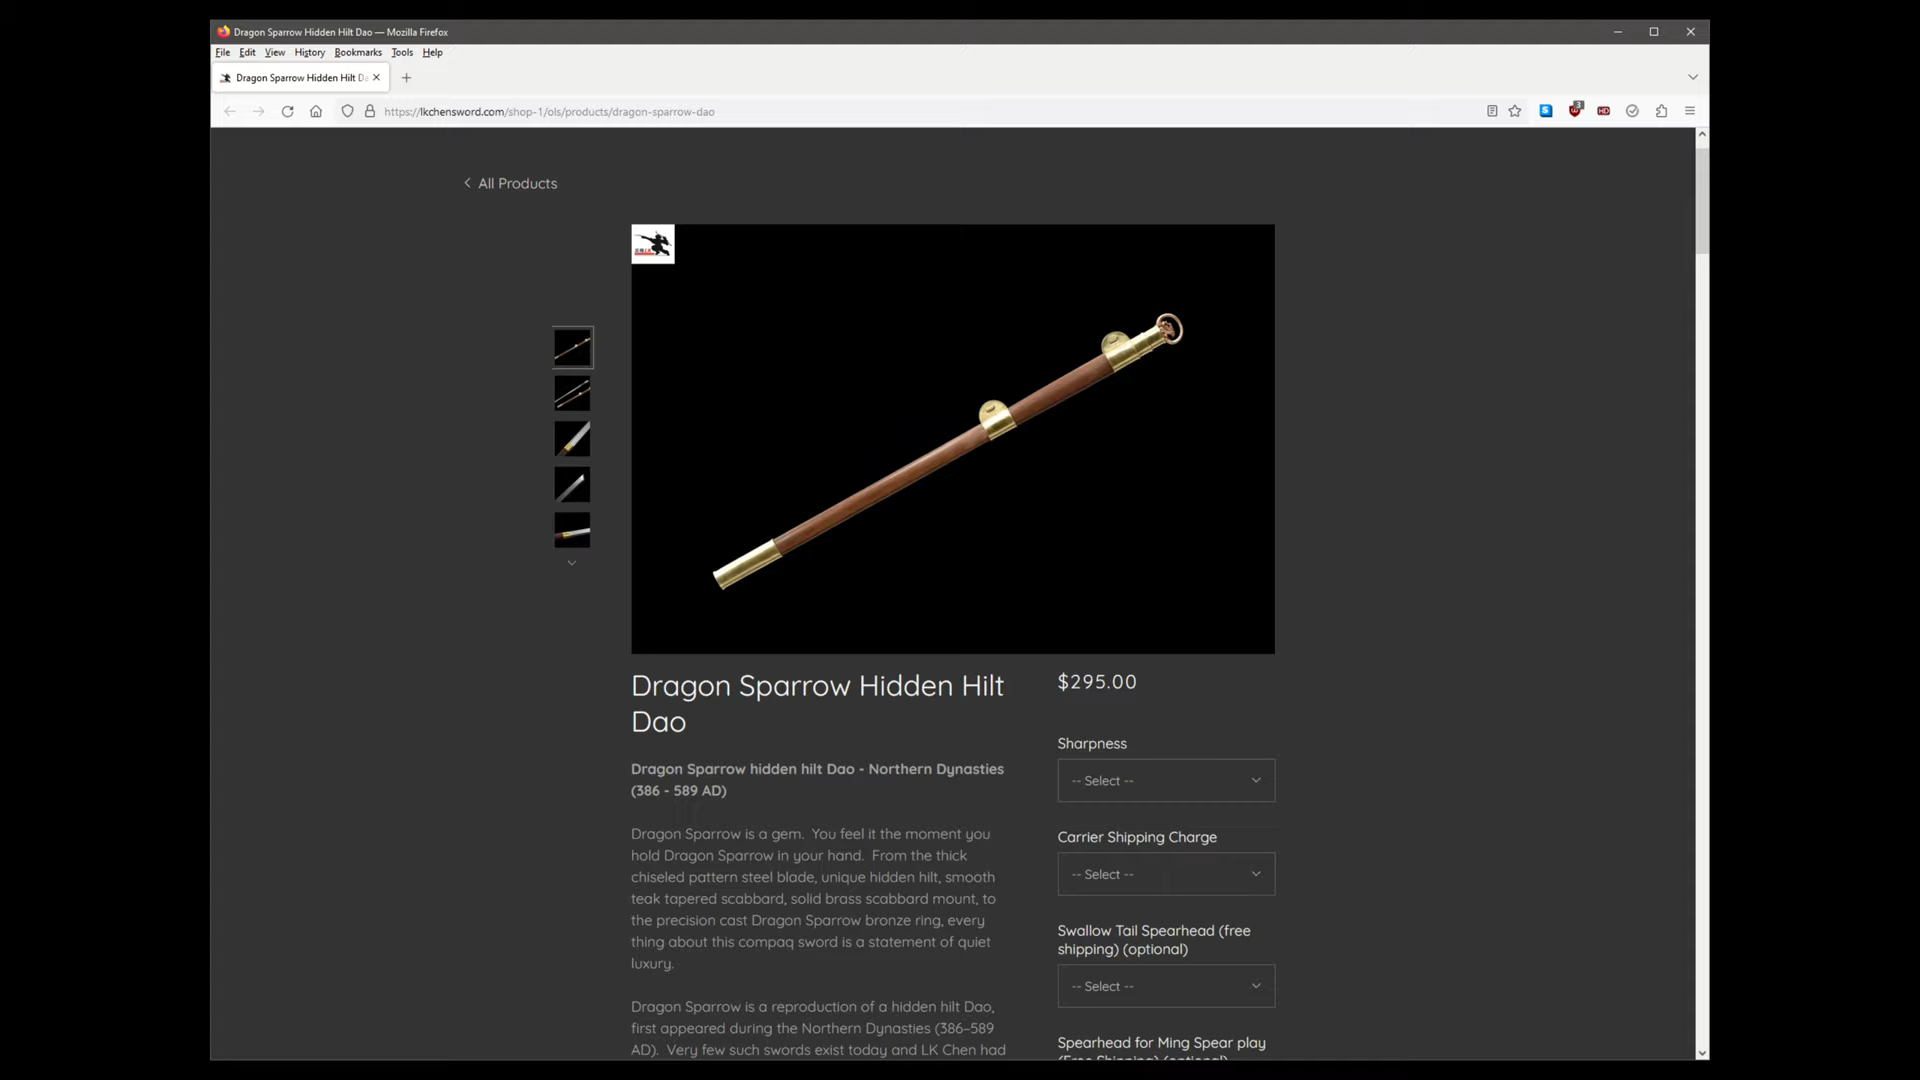 Dragon Sparrow Hidden Hilt Dao — Mozilla Firefox
File Edit View History Bookmarks Tools Help
Dragon Sparrow Hidden Hilt Da
https://lkchensword.com/shop-1/ols/products/dragon-sparrow-dao
S 3 HD
All Products
Dragon Sparrow Hidden Hilt
Dao
Dragon Sparrow hidden hilt Dao - Northern Dynasties
(386 - 589 AD)
Dragon Sparrow is a gem. You feel it the moment you
hold Dragon Sparrow in your hand. From the thick
chiseled pattern steel blade, unique hidden hilt, smooth
teak tapered scabbard, solid brass scabbard mount, to
the precision cast Dragon Sparrow bronze ring, every
thing about this compaq sword is a statement of quiet
luxury.
Dragon Sparrow is a reproduction of a hidden hilt Dao,
first appeared during the Northern Dynasties (386–589
AD). Very few such swords exist today and LK Chen had
$295.00
Sharpness
-- Select --
Carrier Shipping Charge
-- Select --
Swallow Tail Spearhead (free
shipping) (optional)
-- Select --
Spearhead for Ming Spear play
(Free Shipping) (optional)